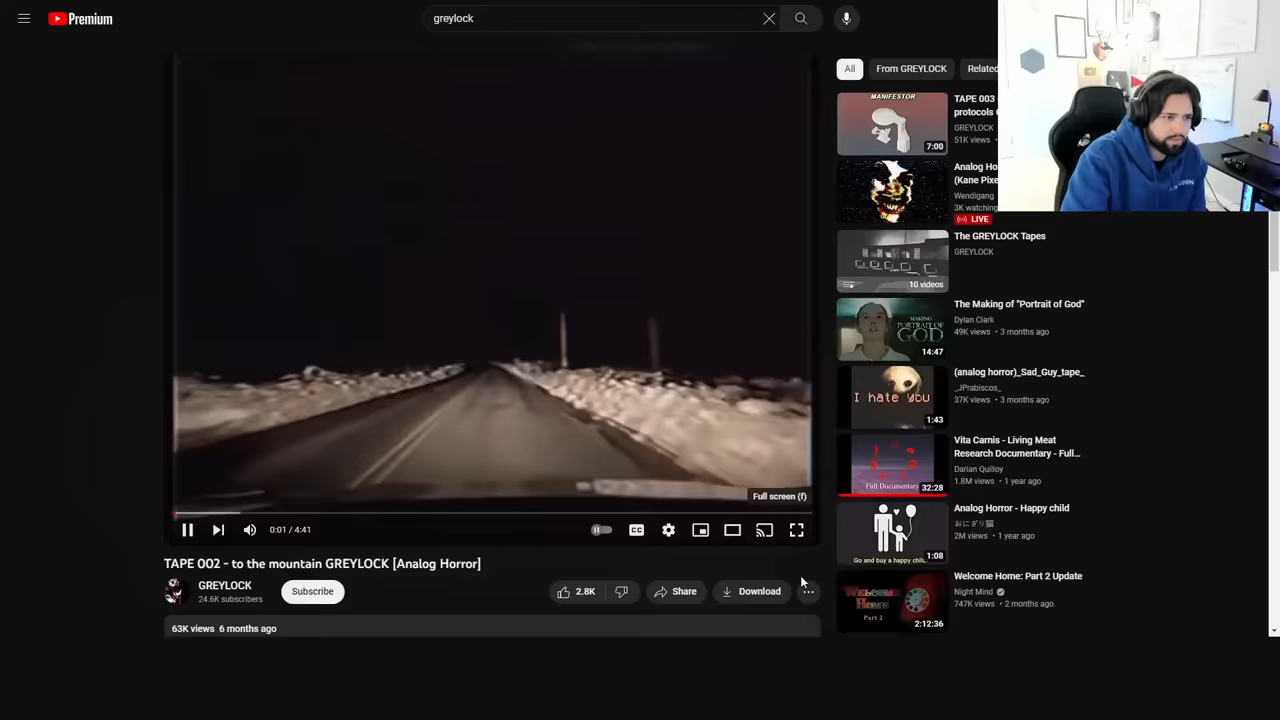 Premium
greylock
All
From GREYLOCK
Related
MANIFESTOR
7:00
TAPE 003
protocols
GREYLOCK
51K views
Analog Ho
(Kane Pixe
Wendigang
3K watching
LIVE
The GREYLOCK Tapes
GREYLOCK
10 videos
MAKING
PORTRAIT OF
GOD
14:47
The Making of "Portrait of God"
Dylan Clark
49K views • 3 months ago
I hate you
1:43
(analog horror)_Sad_Guy_tape_
_JPrabiscos_
37K views • 3 months ago
Full Documentary
32:28
Vita Carnis - Living Meat
Research Documentary - Full...
Darian Quilloy
1.8M views • 1 year ago
Go and buy a happy child
1:08
Analog Horror - Happy child
おにぎり猫
2M views • 1 year ago
WELCOME
HOME
Part 2
2:12:36
Welcome Home: Part 2 Update
Night Mind
747K views • 2 months ago
Full screen (f)
0:01 / 4:41
CC
TAPE 002 - to the mountain GREYLOCK [Analog Horror]
GREYLOCK
24.6K subscribers
Subscribe
2.8K
Share
Download
63K views 6 months ago